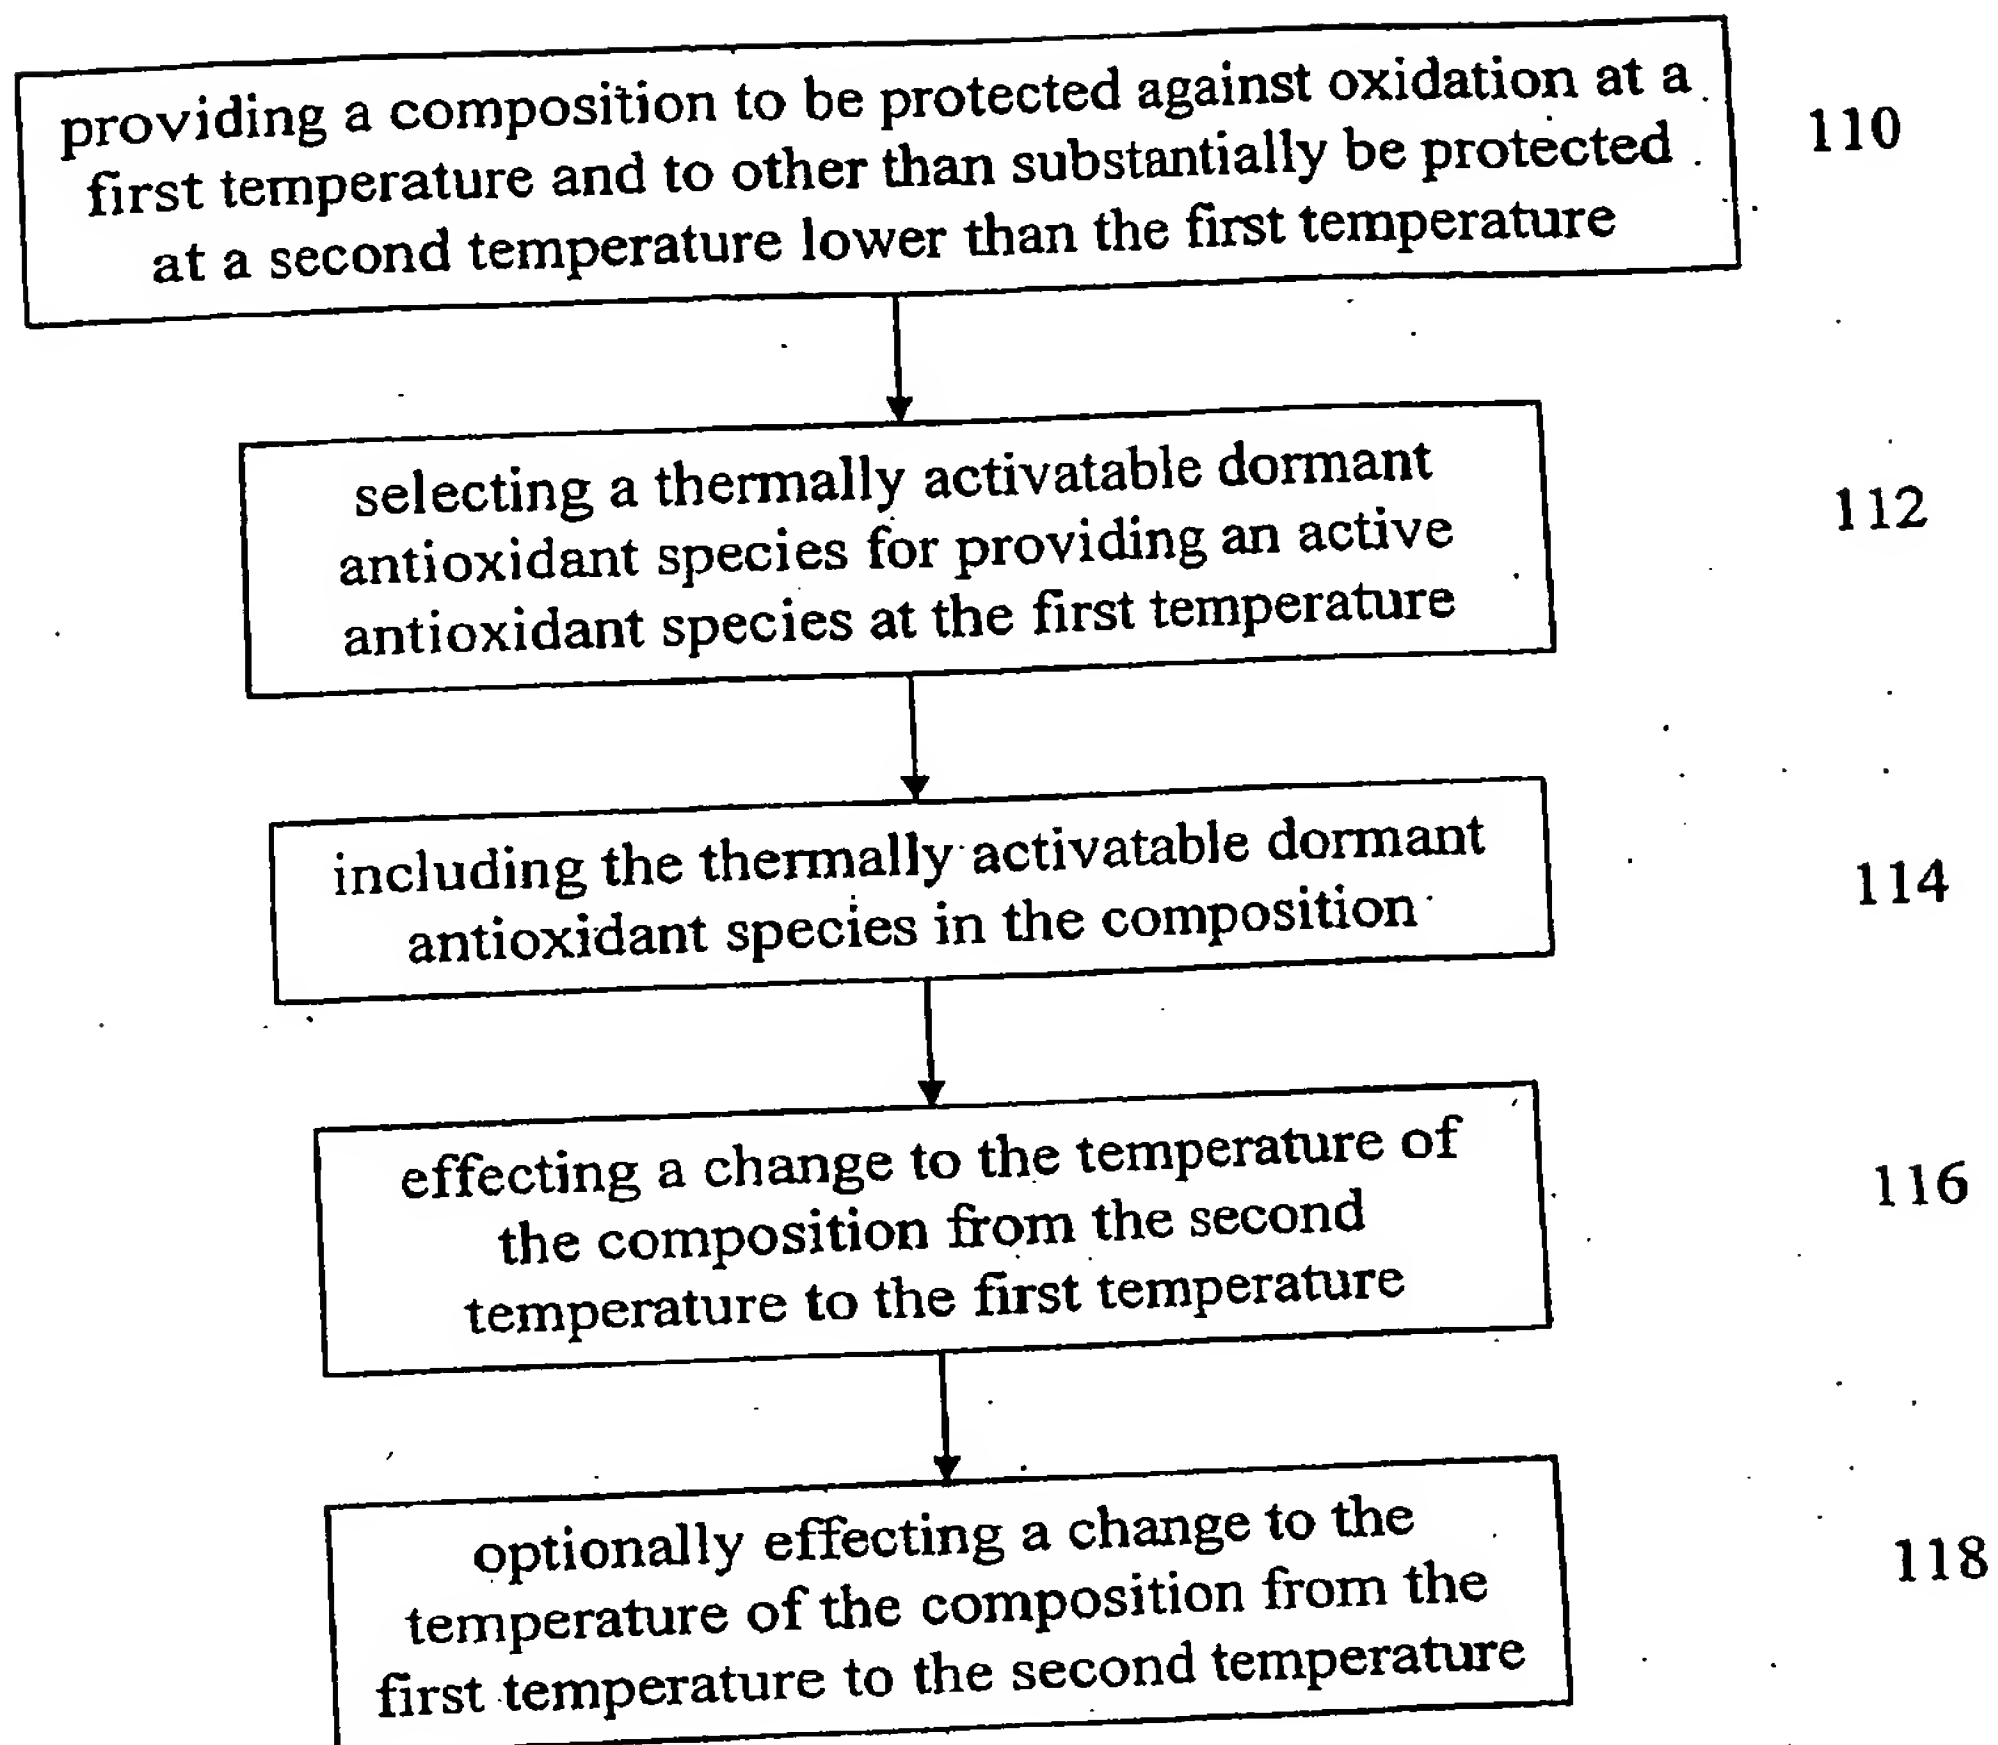 providing a composition to be protected against oxidation at a
110
first temperature and to other than substantially be protected
at a second temperature lower than the first temperature
selecting a thermally activatable dormant
112
antioxidant species for providing an active
antioxidant species at the first temperature
including the thermally activatable dormant
114
antioxidant species in the composition
effecting a change to the temperature of
116
the composition from the second
temperature to the first temperature
optionally effecting a change to the
118
temperature of the composition from the
first temperature to the second temperature